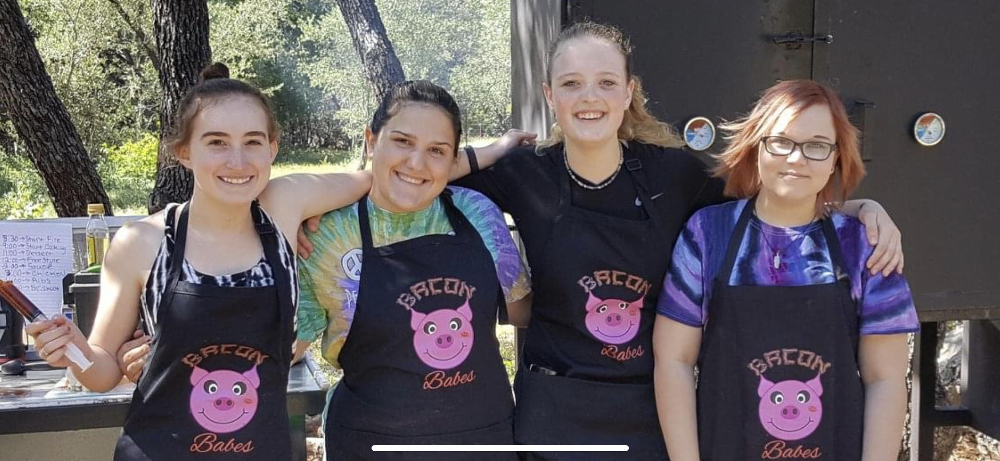 8:30 → Start Fire
9:00 → Start Cooking
11:00 → Dessert
12:00 → Free Style
2:00 → Sauce
3:00 → Chicken
→ Ribs
→ Brisket
BACON
Babes
BACON
Babes
BACON
Babes
BACON
Babes